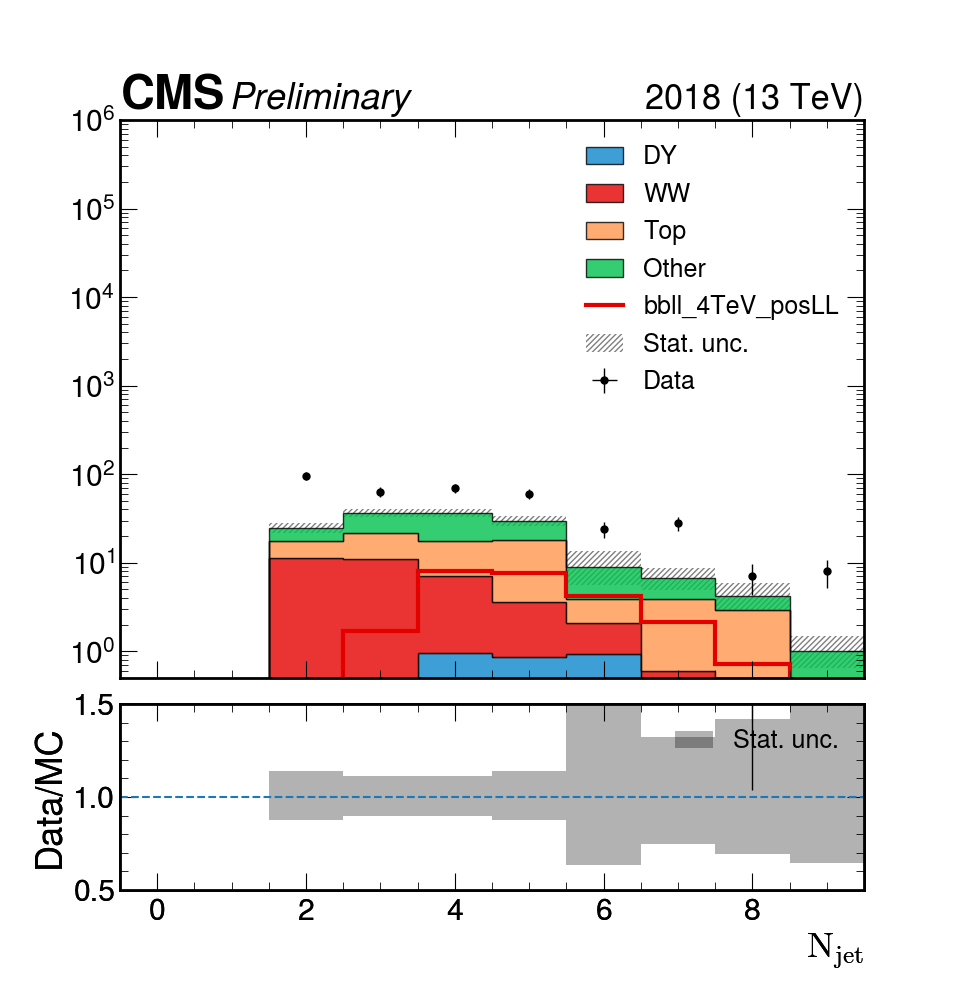 CMS Preliminary 2018 (13 TeV)
10^6
10^5
10^4
10^3
10^2
10^1
10^0
DY
WW
Top
Other
bbll_4TeV_posLL
Stat. unc.
Data
Data/MC
1.5
1.0
0.5
Stat. unc.
0 2 4 6 8
N_jet